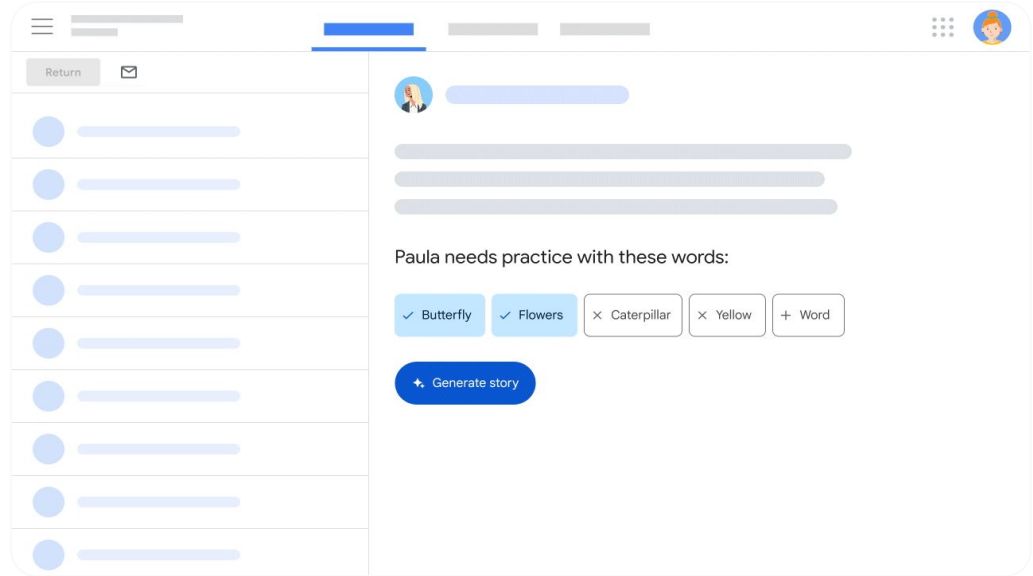 Return
Paula needs practice with these words:
Butterfly Flowers Caterpillar Yellow + Word
Generate story